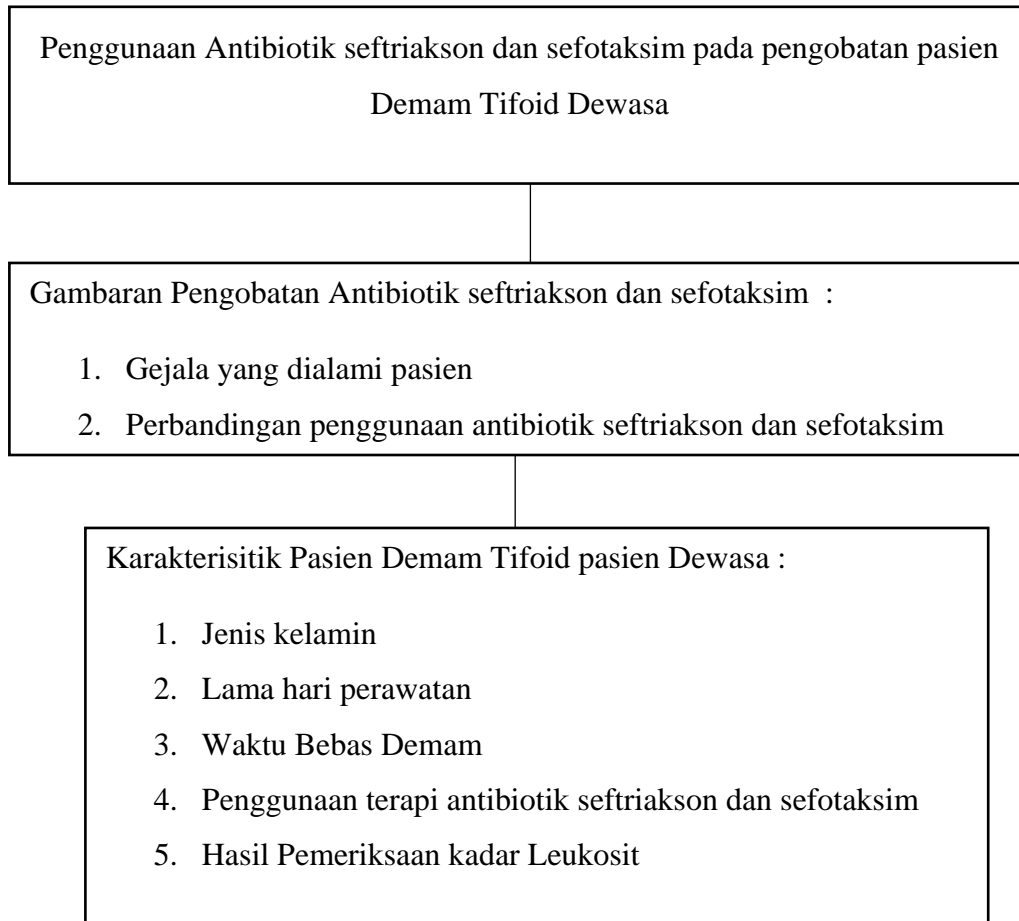 Penggunaan Antibiotik seftriakson dan sefotaksim pada pengobatan pasien
Demam Tifoid Dewasa
Gambaran Pengobatan Antibiotik seftriakson dan sefotaksim :
1. Gejala yang dialami pasien
2. Perbandingan penggunaan antibiotik seftriakson dan sefotaksim
Karakterisitik Pasien Demam Tifoid pasien Dewasa :
1. Jenis kelamin
2. Lama hari perawatan
3. Waktu Bebas Demam
4. Penggunaan terapi antibiotik seftriakson dan sefotaksim
5. Hasil Pemeriksaan kadar Leukosit